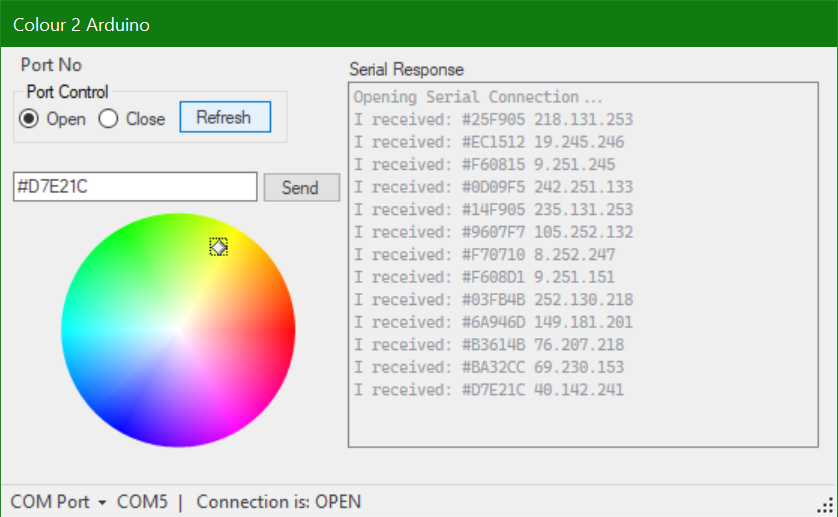 Colour 2 Arduino
Port No
Port Control
Open Close Refresh
#D7E21C Send
Serial Response
Opening Serial Connection ...
I received: #25F905 218.131.253
I received: #EC1512 19.245.246
I received: #F60815 9.251.245
I received: #0D09F5 242.251.133
I received: #14F905 235.131.253
I received: #9607F7 105.252.132
I received: #F70710 8.252.247
I received: #F608D1 9.251.151
I received: #03FB4B 252.130.218
I received: #6A946D 149.181.201
I received: #B3614B 76.207.218
I received: #BA32CC 69.230.153
I received: #D7E21C 40.142.241
COM Port COM5 | Connection is: OPEN